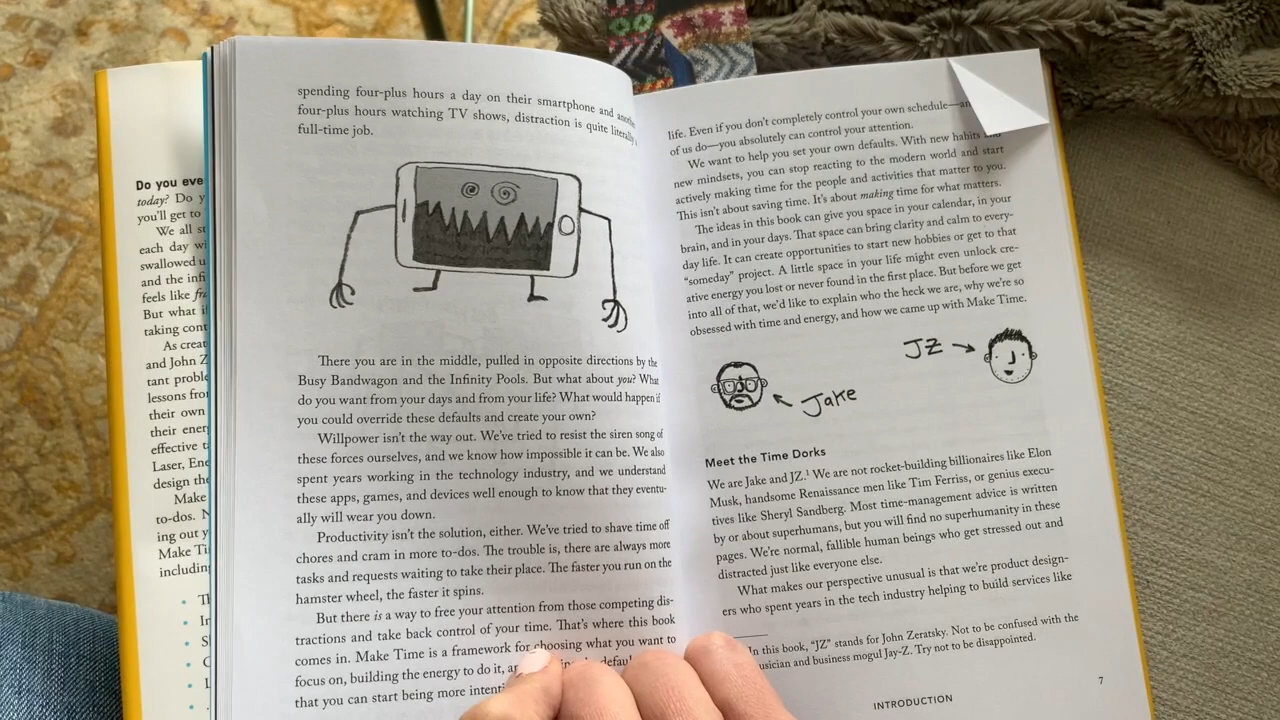 Do you eve
today? Do y
you'll get to
We all st
each day wi
swallowed u
and the infi
feels like fra
But what if
taking cont
As creat
and John Z
tant proble
lessons fro
their own
their ener
effective t
Laser, Ene
design the
Make
to-dos. N
ing out y
Make Ti
including
spending four-plus hours a day on their smartphone and another
four-plus hours watching TV shows, distraction is quite literally a
full-time job.
There you are in the middle, pulled in opposite directions by the
Busy Bandwagon and the Infinity Pools. But what about you? What
do you want from your days and from your life? What would happen if
you could override these defaults and create your own?
Willpower isn't the way out. We've tried to resist the siren song of
these forces ourselves, and we know how impossible it can be. We also
spent years working in the technology industry, and we understand
these apps, games, and devices well enough to know that they eventu-
ally will wear you down.
Productivity isn't the solution, either. We've tried to shave time off
chores and cram in more to-dos. The trouble is, there are always more
tasks and requests waiting to take their place. The faster you run on the
hamster wheel, the faster it spins.
But there is a way to free your attention from those competing dis-
tractions and take back control of your time. That's where this book
comes in. Make Time is a framework for choosing what you want to
focus on, building the energy to do it, an
that you can start being more intenti
life. Even if you don't completely control your own schedule—an
of us do—you absolutely can control your attention.
We want to help you set your own defaults. With new habits and
new mindsets, you can stop reacting to the modern world and start
actively making time for the people and activities that matter to you.
This isn't about saving time. It's about making time for what matters.
The ideas in this book can give you space in your calendar, in your
brain, and in your days. That space can bring clarity and calm to every-
day life. It can create opportunities to start new hobbies or get to that
“someday” project. A little space in your life might even unlock cre-
ative energy you lost or never found in the first place. But before we get
into all of that, we'd like to explain who the heck we are, why we're so
obsessed with time and energy, and how we came up with Make Time.
JZ
Jake
Meet the Time Dorks
We are Jake and JZ.¹ We are not rocket-building billionaires like Elon
Musk, handsome Renaissance men like Tim Ferriss, or genius execu-
tives like Sheryl Sandberg. Most time-management advice is written
by or about superhumans, but you will find no superhumanity in these
pages. We're normal, fallible human beings who get stressed out and
distracted just like everyone else.
What makes our perspective unusual is that we're product design-
ers who spent years in the tech industry helping to build services like
In this book, “JZ” stands for John Zeratsky. Not to be confused with the
usician and business mogul Jay-Z. Try not to be disappointed.
INTRODUCTION
7